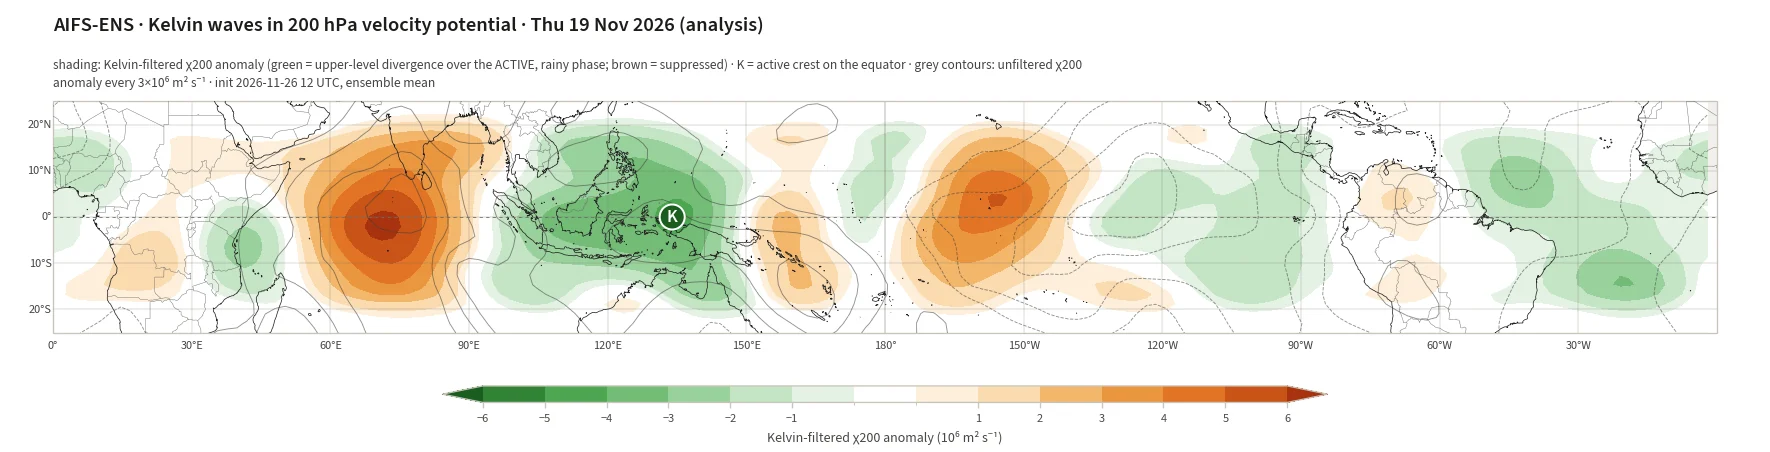 AIFS-ENS · Kelvin waves in 200 hPa velocity potential · Thu 19 Nov 2026 (analysis)
shading: Kelvin-filtered χ200 anomaly (green = upper-level divergence over the ACTIVE, rainy phase; brown = suppressed) · K = active crest on the equator · grey contours: unfiltered χ200
anomaly every 3×10⁶ m² s⁻¹ · init 2026-11-26 12 UTC, ensemble mean
20°N
10°N
K
0°
10°S
20°S
0° 30°E 60°E 90°E 120°E 150°E 180° 150°W 120°W 90°W 60°W 30°W
−6 −5 −4 −3 −2 −1 1 2 3 4 5 6
Kelvin-filtered χ200 anomaly (10⁶ m² s⁻¹)